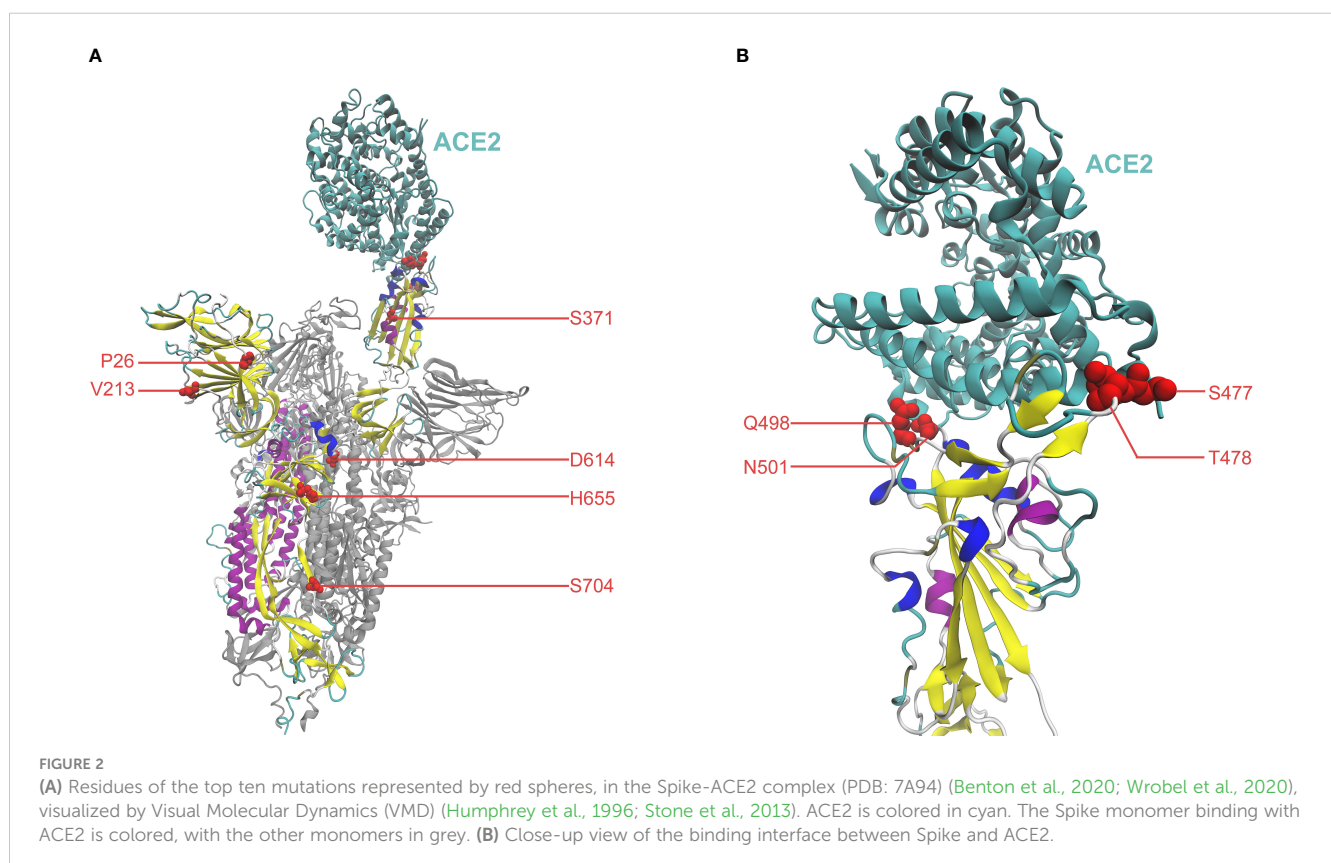 A
ACE2
S371
P26
V213
D614
H655
S704
B
ACE2
S477
Q498
N501
T478
FIGURE 2
(A) Residues of the top ten mutations represented by red spheres, in the Spike-ACE2 complex (PDB: 7A94) (Benton et al., 2020; Wrobel et al., 2020),
visualized by Visual Molecular Dynamics (VMD) (Humphrey et al., 1996; Stone et al., 2013). ACE2 is colored in cyan. The Spike monomer binding with
ACE2 is colored, with the other monomers in grey. (B) Close-up view of the binding interface between Spike and ACE2.